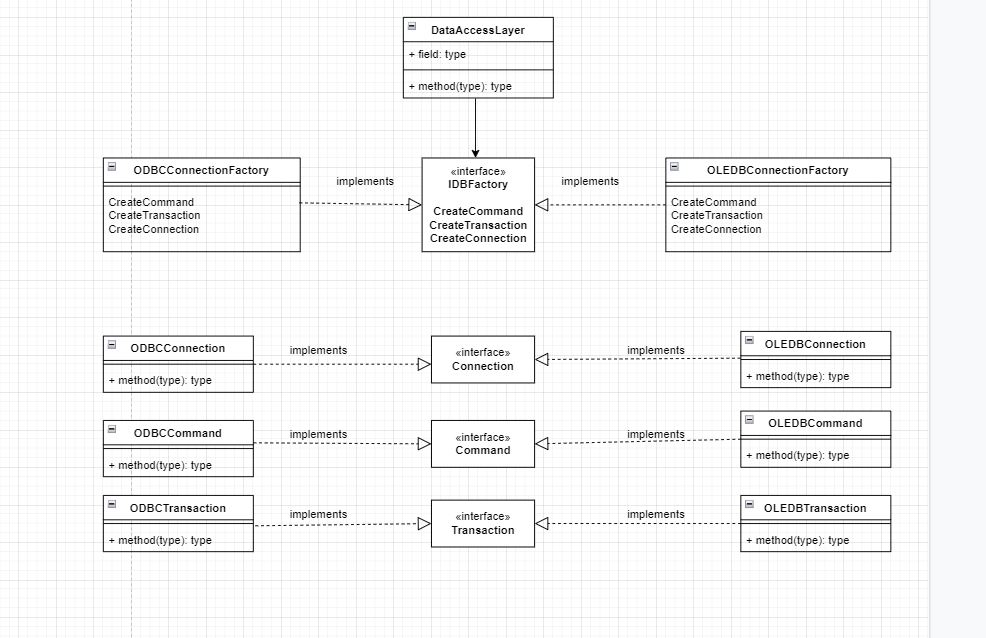 DataAccessLayer
+ field: type
+ method(type): type
ODBCConnectionFactory
CreateCommand
CreateTransaction
CreateConnection
implements
«interface»
IDBFactory
CreateCommand
CreateTransaction
CreateConnection
implements
OLEDBConnectionFactory
CreateCommand
CreateTransaction
CreateConnection
ODBCConnection
+ method(type): type
implements
«interface»
Connection
implements
OLEDBConnection
+ method(type): type
ODBCCommand
+ method(type): type
implements
«interface»
Command
implements
OLEDBCommand
+ method(type): type
ODBCTransaction
+ method(type): type
implements
«interface»
Transaction
implements
OLEDBTransaction
+ method(type): type